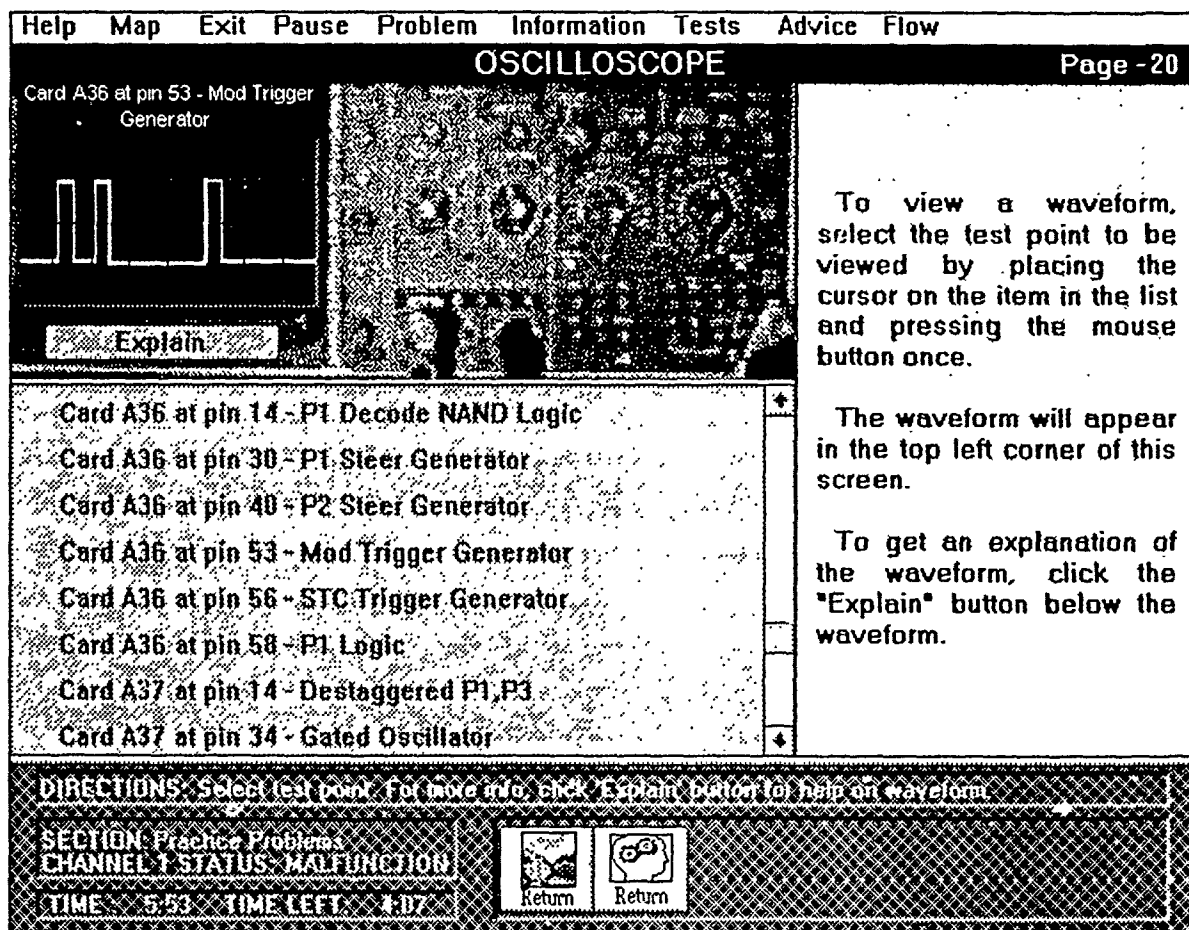 Help Map Exit Pause Problem Information Tests Advice Flow
OSCILLOSCOPE Page - 20
Card A36 at pin 53 - Mod Trigger
Generator
Explain
To view a waveform,
select the test point to be
viewed by placing the
cursor on the item in the list
and pressing the mouse
button once.
The waveform will appear
in the top left corner of this
screen.
To get an explanation of
the waveform, click the
"Explain" button below the
waveform.
Card A36 at pin 14 - P1 Decode NAND Logic
Card A36 at pin 30 - P1 Steer Generator
Card A36 at pin 40 - P2 Steer Generator
Card A36 at pin 53 - Mod Trigger Generator
Card A36 at pin 56 - STC Trigger Generator
Card A36 at pin 58 - P1 Logic
Card A37 at pin 14 - Destaggered P1,P3
Card A37 at pin 34 - Gated Oscillator
DIRECTIONS: Select test point. For more info, click 'Explain' button for help on waveform.
SECTION: Practice Problems
CHANNEL 1 STATUS: MALFUNCTION
TIME: 5:53 TIME LEFT: 4:07
Return Return